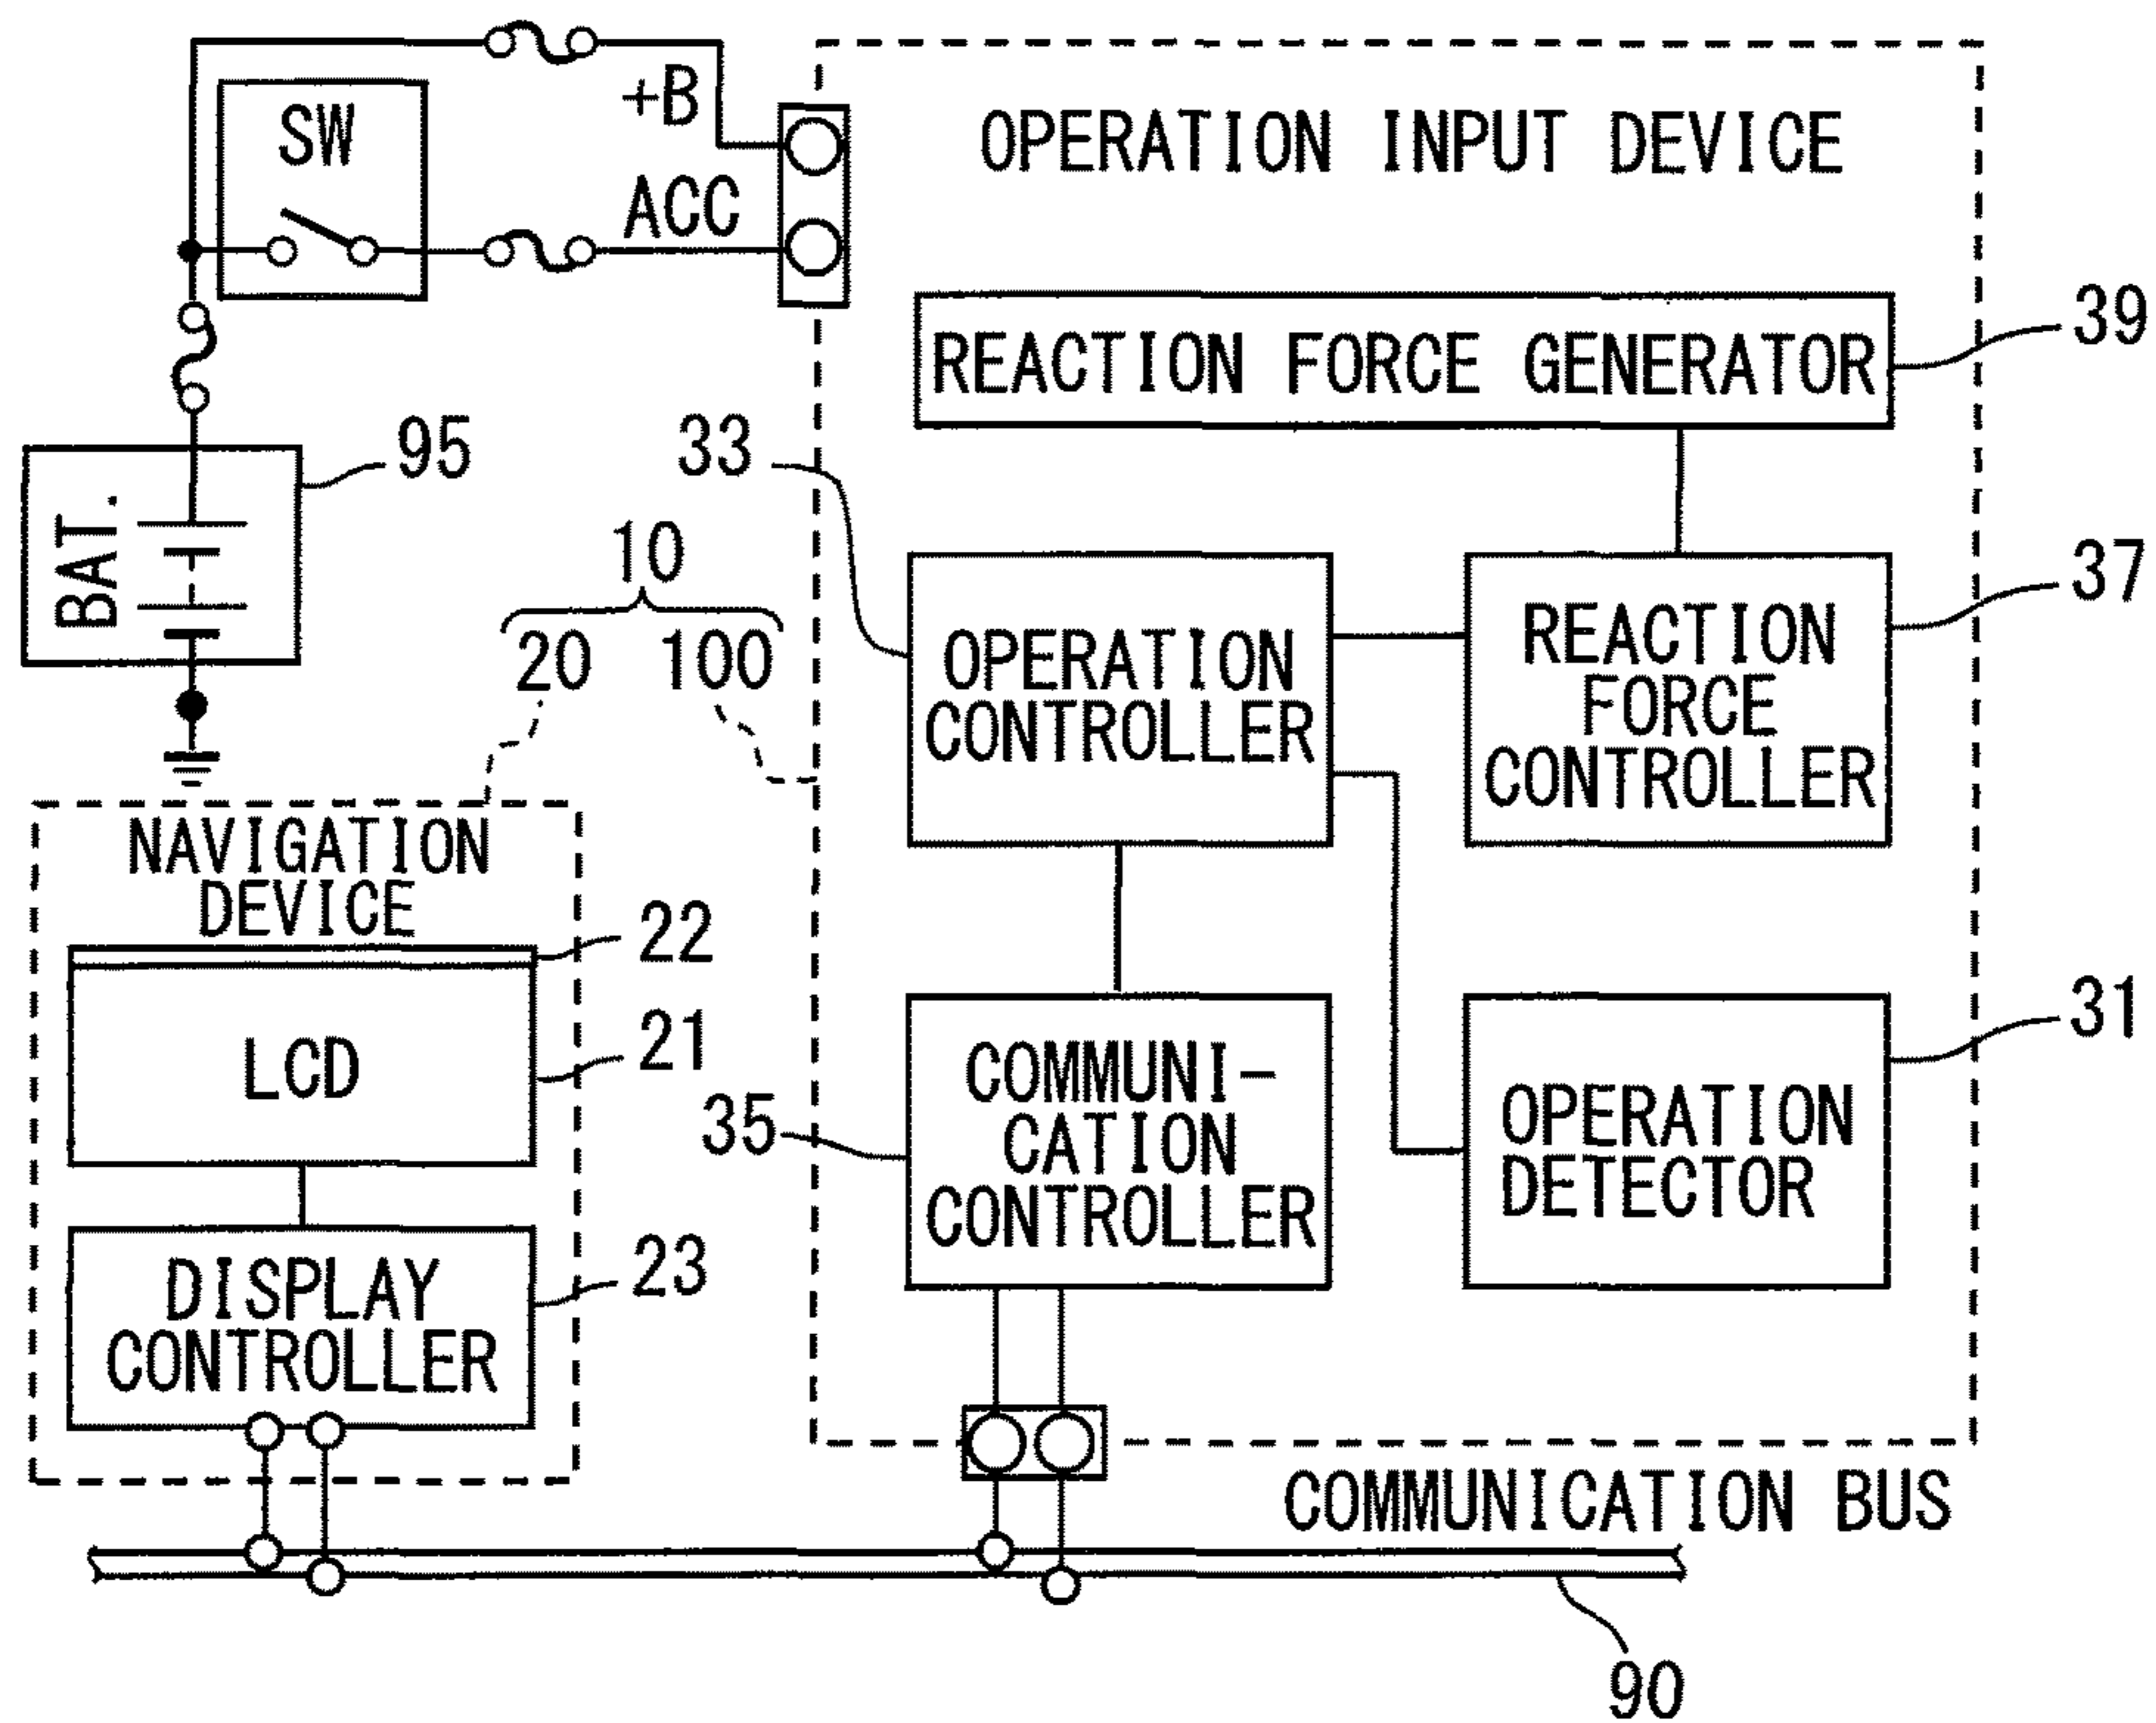 +B
SW
ACC
OPERATION INPUT DEVICE
REACTION FORCE GENERATOR
39
33
95
BAT.
10
20 100
OPERATION
CONTROLLER
REACTION
FORCE
CONTROLLER
37
NAVIGATION
DEVICE
22
LCD
21
35
COMMUNI-
CATION
CONTROLLER
OPERATION
DETECTOR
31
DISPLAY
CONTROLLER
23
COMMUNICATION BUS
90